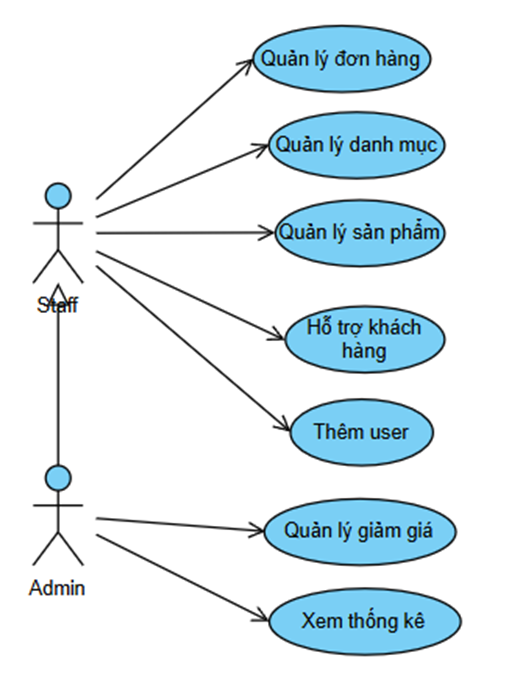 Quản lý đơn hàng
Quản lý danh mục
Quản lý sản phẩm
Staff
Hỗ trợ khách
hàng
Thêm user
Quản lý giảm giá
Admin
Xem thống kê